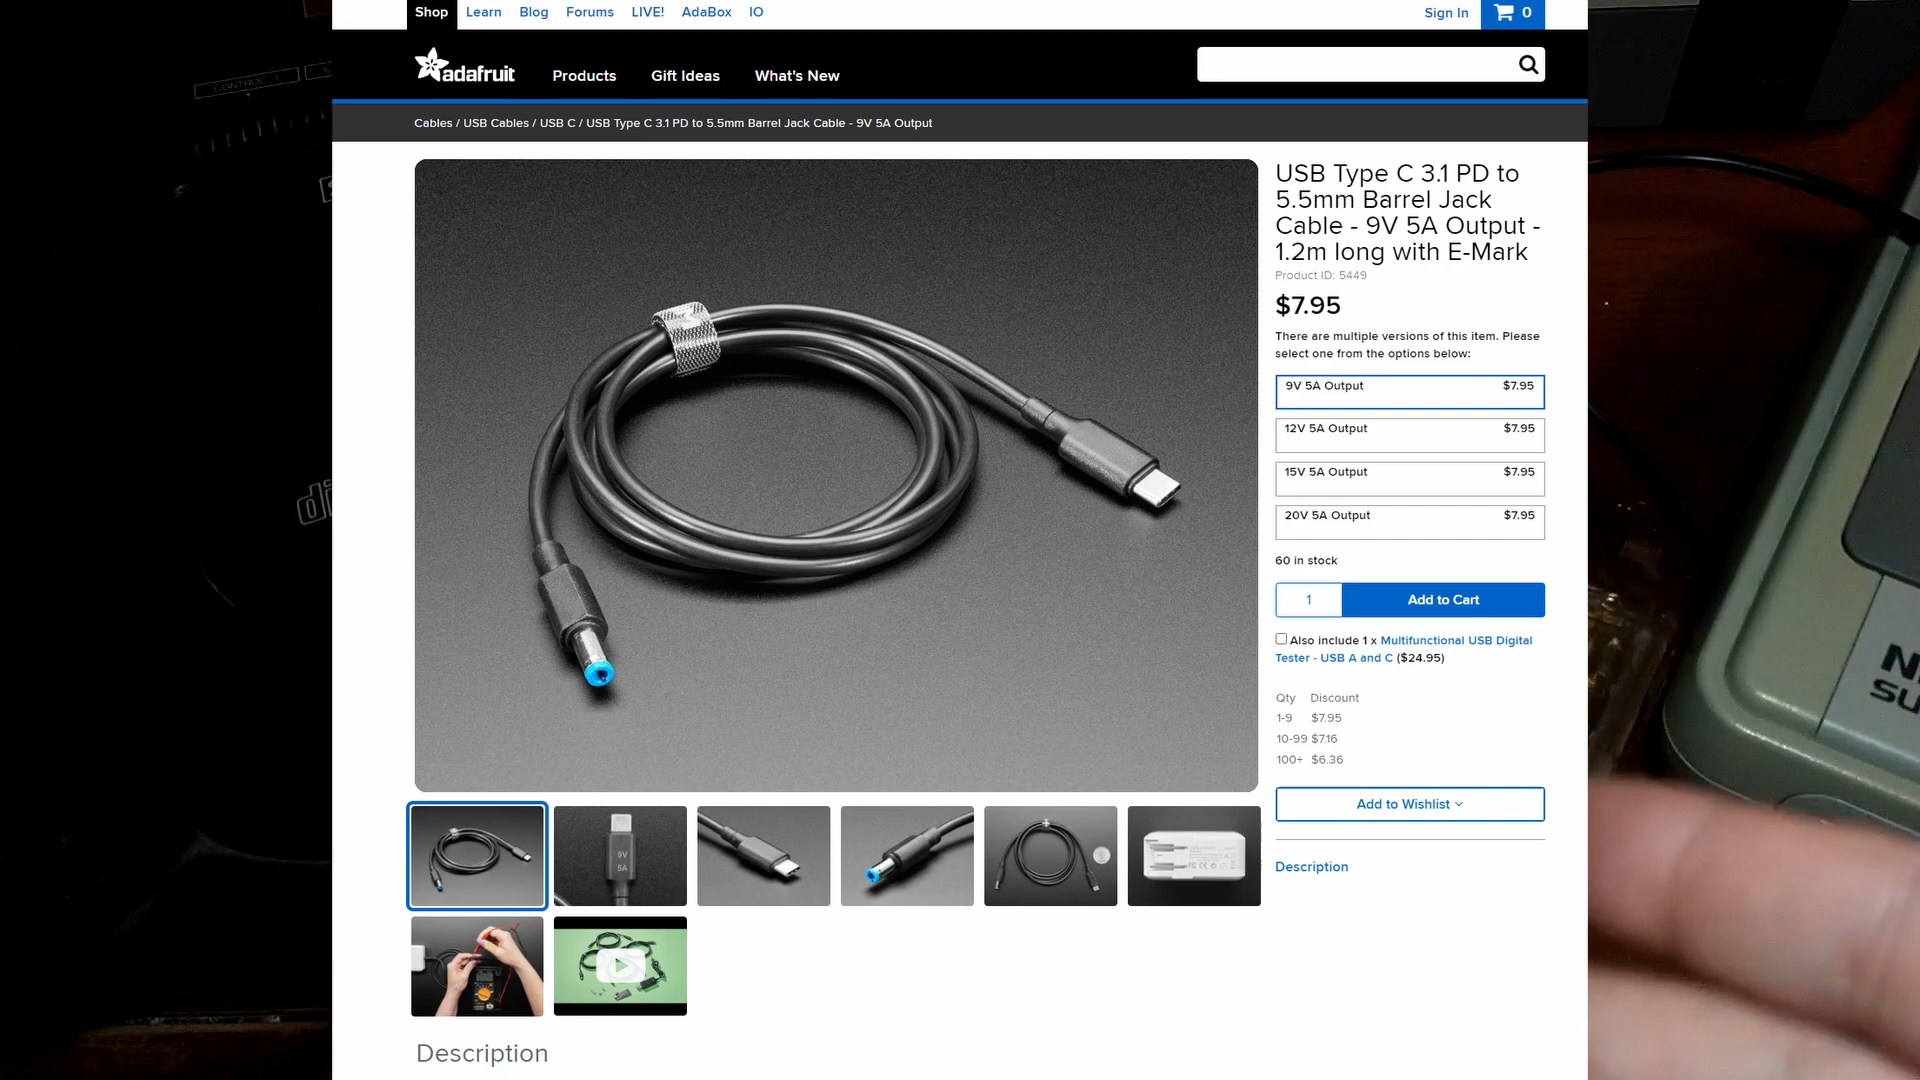 Shop Learn Blog Forums LIVE! AdaBox IO Sign In 0
adafruit Products Gift Ideas What's New
Cables / USB Cables / USB C / USB Type C 3.1 PD to 5.5mm Barrel Jack Cable - 9V 5A Output
CONTROL
USB Type C 3.1 PD to
5.5mm Barrel Jack
Cable - 9V 5A Output -
1.2m long with E-Mark
Product ID: 5449
$7.95
There are multiple versions of this item. Please
select one from the options below:
9V 5A Output $7.95
12V 5A Output $7.95
15V 5A Output $7.95
20V 5A Output $7.95
60 in stock
1 Add to Cart
Also include 1 x Multifunctional USB Digital
Tester - USB A and C ($24.95)
Qty Discount
1-9 $7.95
10-99 $7.16
100+ $6.36
Add to Wishlist
Description
9V
5A
Description
di
N
SU